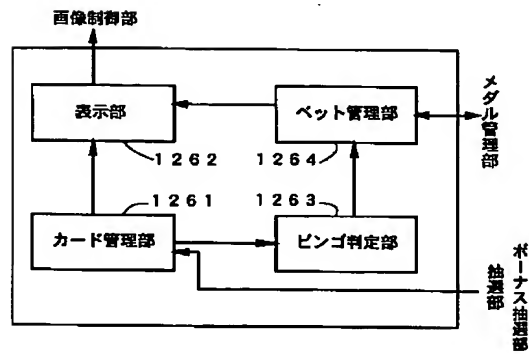 画像制御部
表示部
ベット管理部
メダル管理部
1262
1264
1261
1263
カード管理部
ビンゴ判定部
抽選部
ボーナス抽選部